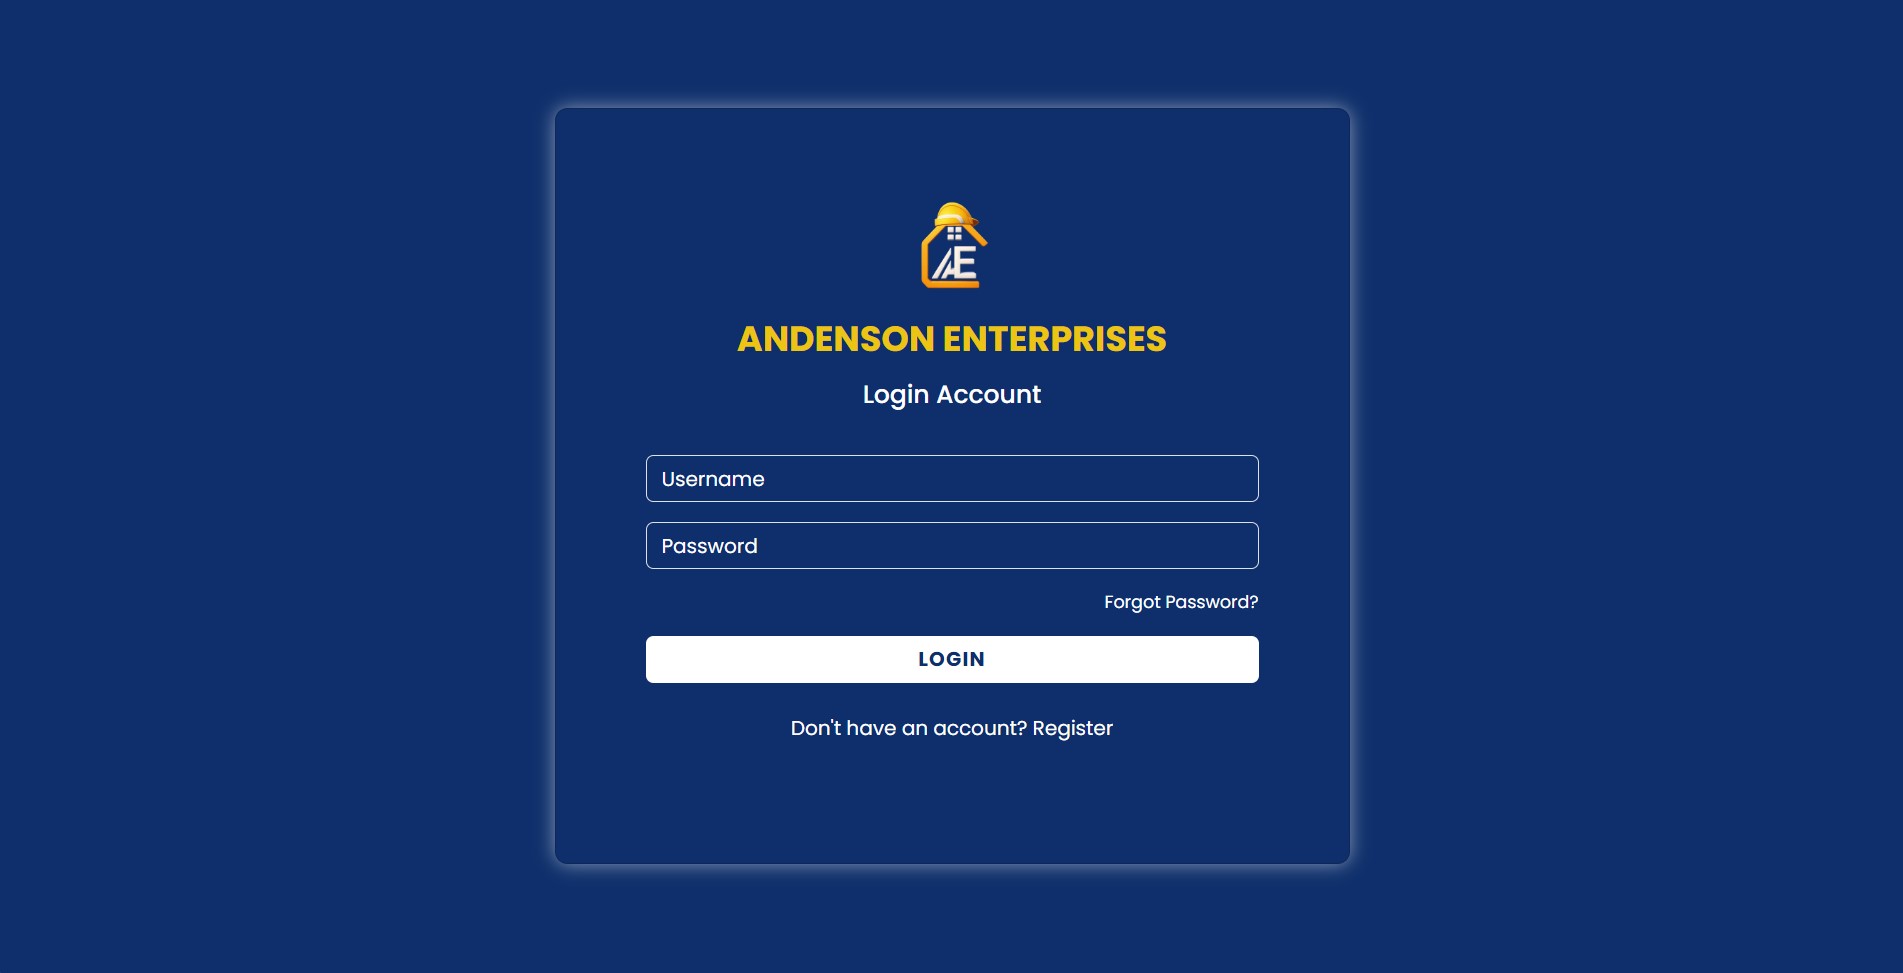 AE
ANDENSON ENTERPRISES
Login Account
Username
Password
Forgot Password?
LOGIN
Don't have an account? Register